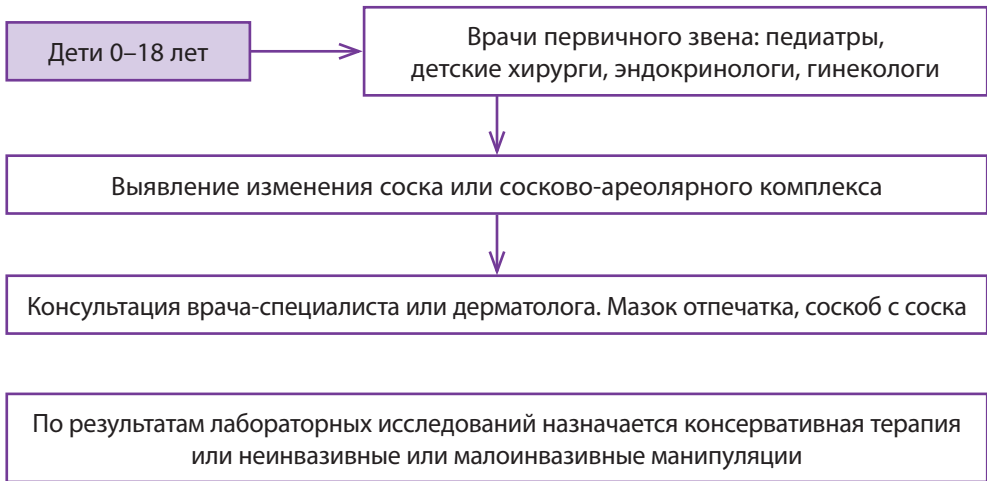 Дети 0–18 лет
Врачи первичного звена: педиатры,
детские хирурги, эндокринологи, гинекологи
Выявление изменения соска или сосково-ареолярного комплекса
Консультация врача-специалиста или дерматолога. Мазок отпечатка, соскоб с соска
По результатам лабораторных исследований назначается консервативная терапия
или неинвазивные или малоинвазивные манипуляции